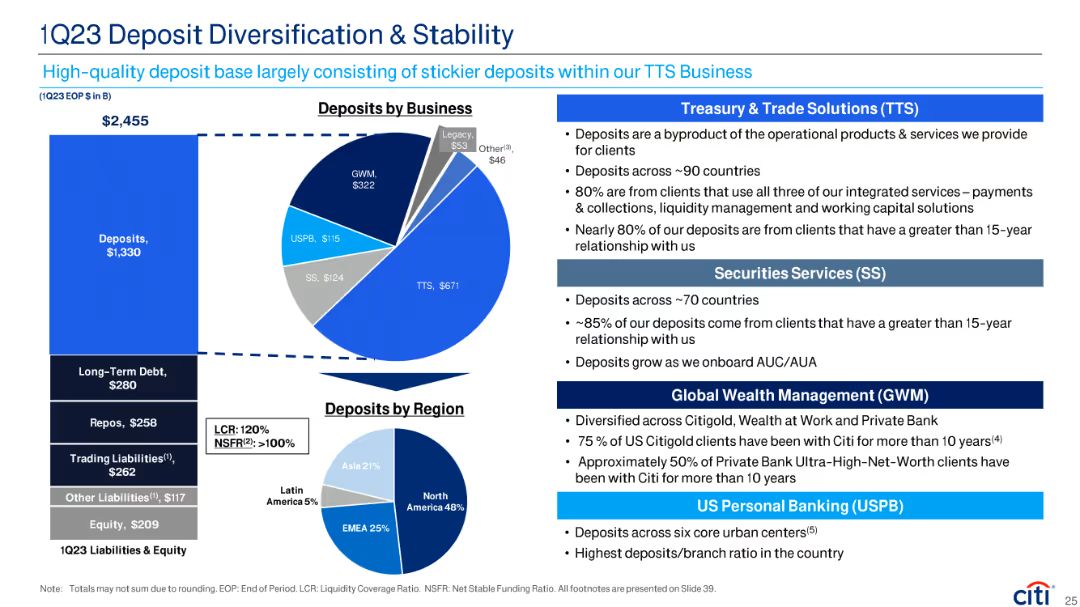 1Q23 Deposit Diversification & Stability
High-quality deposit base largely consisting of stickier deposits within our TTS Business
(1Q23 EOP $ in B)
$2,455
Deposits,
$1,330
Long-Term Debt,
$280
Repos, $258
Trading Liabilities(1),
$262
Other Liabilities(1), $117
Equity, $209
1Q23 Liabilities & Equity
LCR: 120%
NSFR(2): >100%
Deposits by Business
Legacy,
$53
Other(3),
$46
GWM,
$322
USPB, $115
SS, $124
TTS, $671
Deposits by Region
Asia 21%
Latin
America 5%
North
America 48%
EMEA 25%
Treasury & Trade Solutions (TTS)
• Deposits are a byproduct of the operational products & services we provide
for clients
• Deposits across ~90 countries
• 80% are from clients that use all three of our integrated services – payments
& collections, liquidity management and working capital solutions
• Nearly 80% of our deposits are from clients that have a greater than 15-year
relationship with us
Securities Services (SS)
• Deposits across ~70 countries
• ~85% of our deposits come from clients that have a greater than 15-year
relationship with us
• Deposits grow as we onboard AUC/AUA
Global Wealth Management (GWM)
• Diversified across Citigold, Wealth at Work and Private Bank
• 75 % of US Citigold clients have been with Citi for more than 10 years(4)
• Approximately 50% of Private Bank Ultra-High-Net-Worth clients have
been with Citi for more than 10 years
US Personal Banking (USPB)
• Deposits across six core urban centers(5)
• Highest deposits/branch ratio in the country
Note: Totals may not sum due to rounding. EOP: End of Period. LCR: Liquidity Coverage Ratio. NSFR: Net Stable Funding Ratio. All footnotes are presented on Slide 39.
citi
25